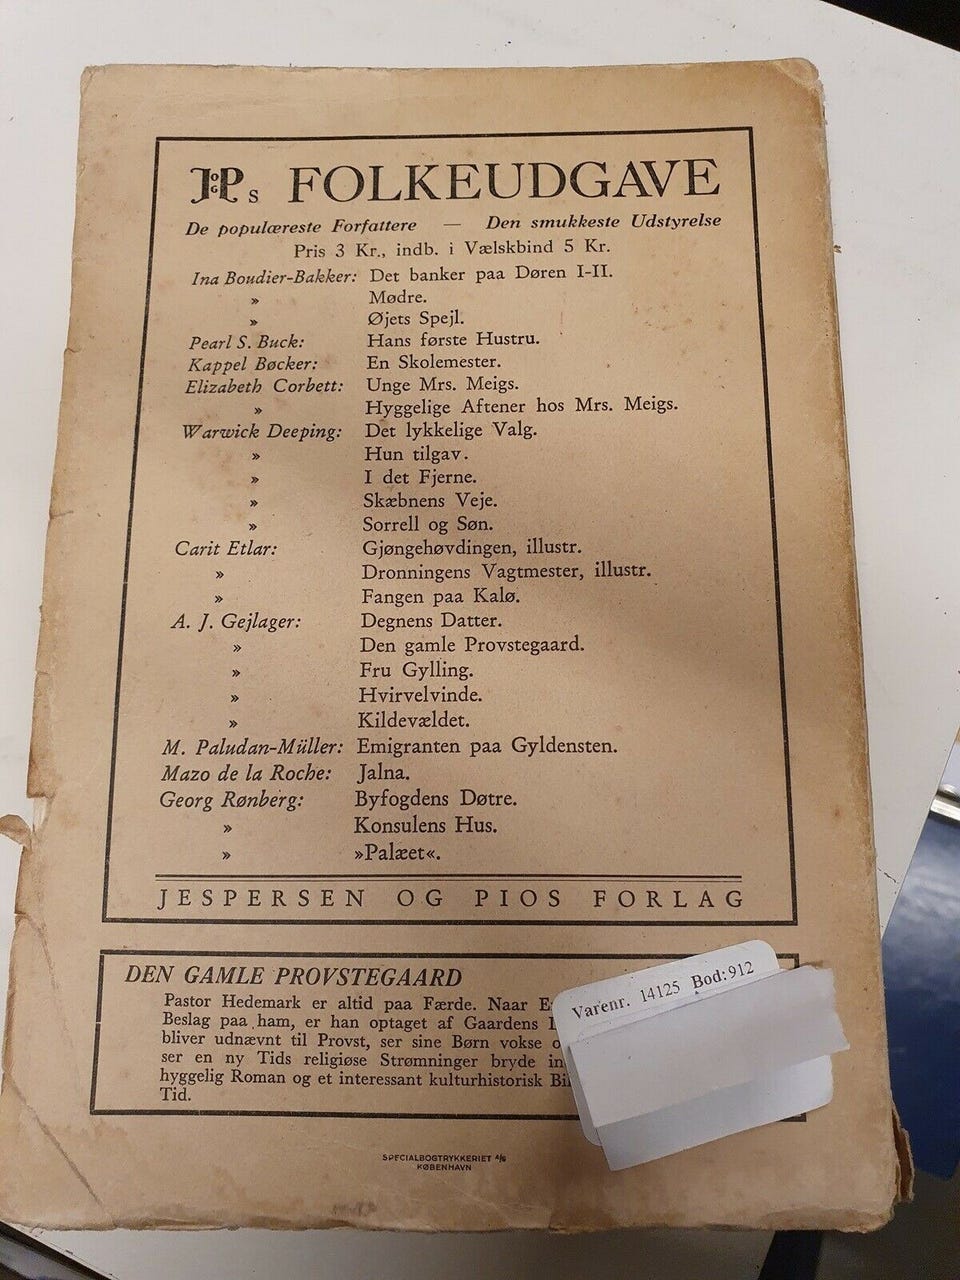 JOGPs FOLKEUDGAVE
De populæreste Forfattere — Den smukkeste Udstyrelse
Pris 3 Kr., indb. i Vælskbind 5 Kr.
Ina Boudier-Bakker: Det banker paa Døren I-II.
» Mødre.
» Øjets Spejl.
Pearl S. Buck: Hans første Hustru.
Kappel Bøcker: En Skolemester.
Elizabeth Corbett: Unge Mrs. Meigs.
» Hyggelige Aftener hos Mrs. Meigs.
Warwick Deeping: Det lykkelige Valg.
» Hun tilgav.
» I det Fjerne.
» Skæbnens Veje.
» Sorrell og Søn.
Carit Etlar: Gjøngehøvdingen, illustr.
» Dronningens Vagtmester, illustr.
» Fangen paa Kalø.
A. J. Gejlager: Degnens Datter.
» Den gamle Provstegaard.
» Fru Gylling.
» Hvirvelvinde.
» Kildevældet.
M. Paludan-Müller: Emigranten paa Gyldensten.
Mazo de la Roche: Jalna.
Georg Rønberg: Byfogdens Døtre.
» Konsulens Hus.
» »Palæet«.
JESPERSEN OG PIOS FORLAG
DEN GAMLE PROVSTEGAARD
Pastor Hedemark er altid paa Færde. Naar
Beslag paa ham, er han optaget af Gaardens
bliver udnævnt til Provst, ser sine Børn vokse
ser en ny Tids religiøse Strømninger bryde
hyggelig Roman og et interessant kulturhistorisk
Tid.
Varenr. 14125 Bod:912
SPECIALBOGTRYKKERIET A/S
KØBENHAVN